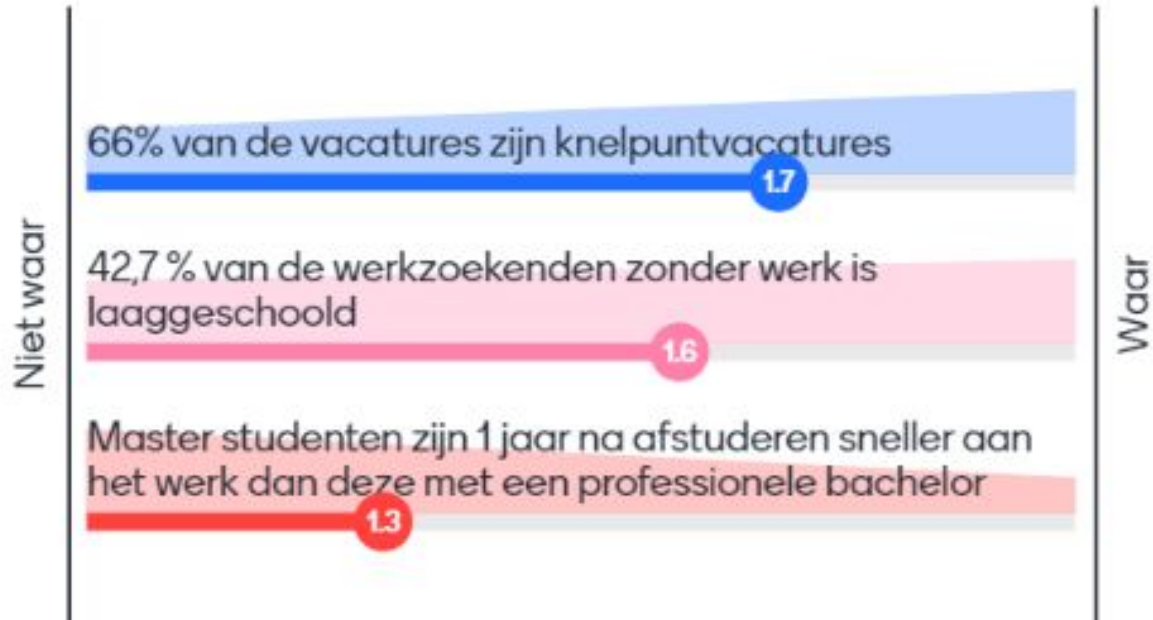 66% van de vacatures zijn knelpuntvacatures
1.7
42,7 % van de werkzoekenden zonder werk is
laaggeschoold
1.6
Master studenten zijn 1 jaar na afstuderen sneller aan
het werk dan deze met een professionele bachelor
1.3
Niet waar
Waar